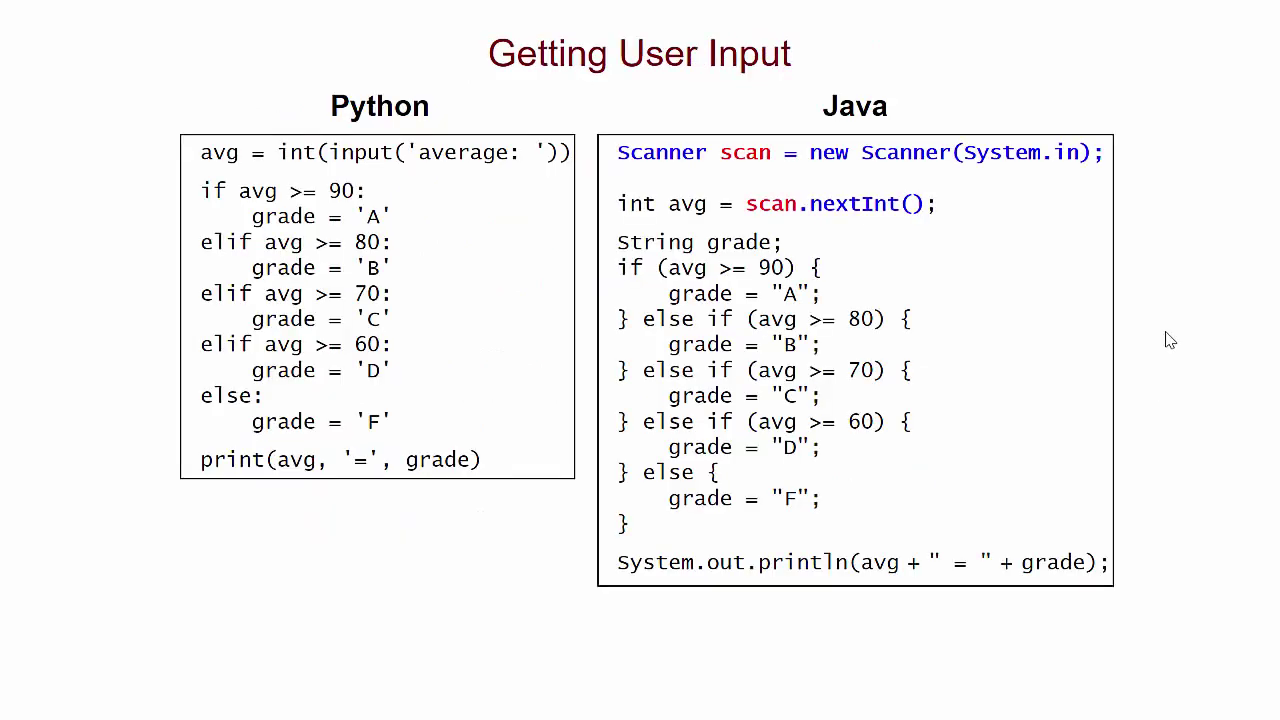 Getting User Input
Python
avg = int(input('average: '))
if avg >= 90:
    grade = 'A'
elif avg >= 80:
    grade = 'B'
elif avg >= 70:
    grade = 'C'
elif avg >= 60:
    grade = 'D'
else:
    grade = 'F'
print(avg, '=', grade)
Java
Scanner scan = new Scanner(System.in);
int avg = scan.nextInt();
String grade;
if (avg >= 90) {
    grade = "A";
} else if (avg >= 80) {
    grade = "B";
} else if (avg >= 70) {
    grade = "C";
} else if (avg >= 60) {
    grade = "D";
} else {
    grade = "F";
}
System.out.println(avg + " = " + grade);